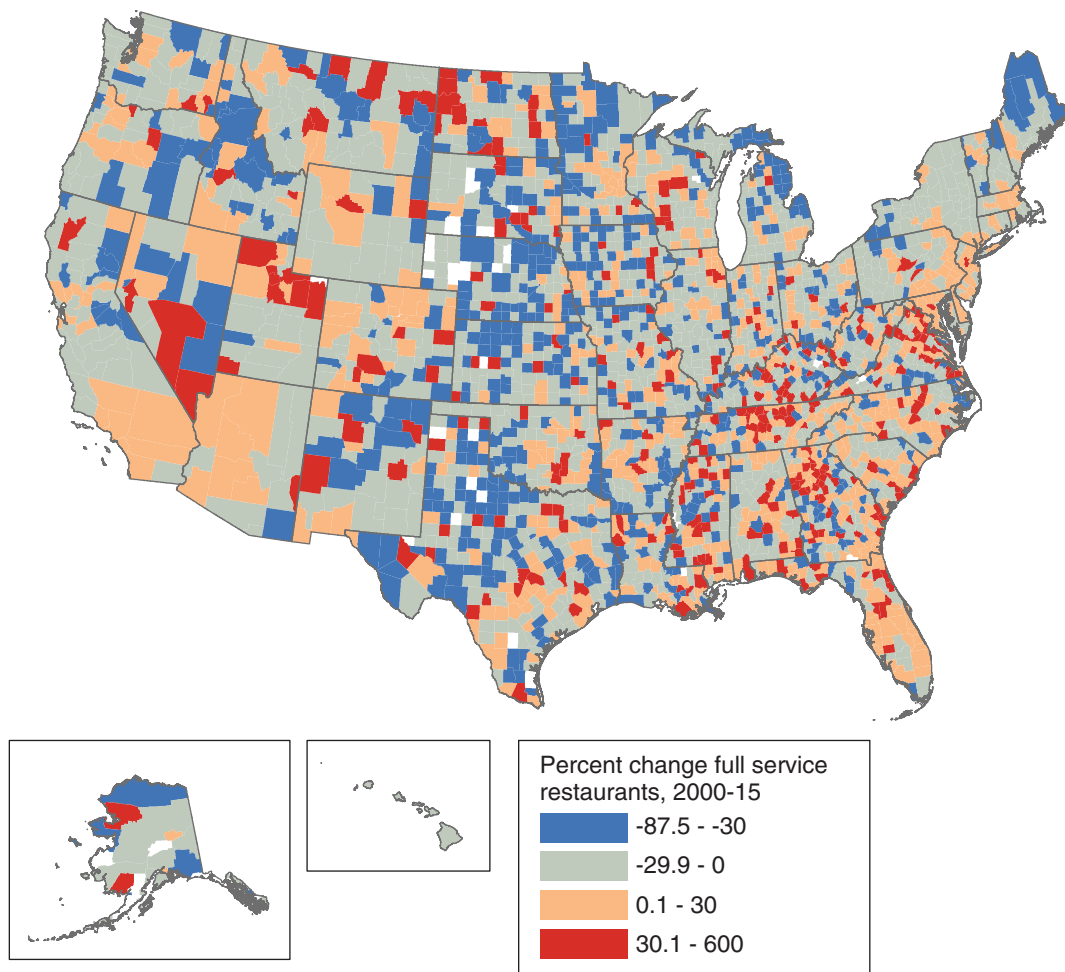 Percent change full service
restaurants, 2000-15
-87.5 - -30
-29.9 - 0
0.1 - 30
30.1 - 600